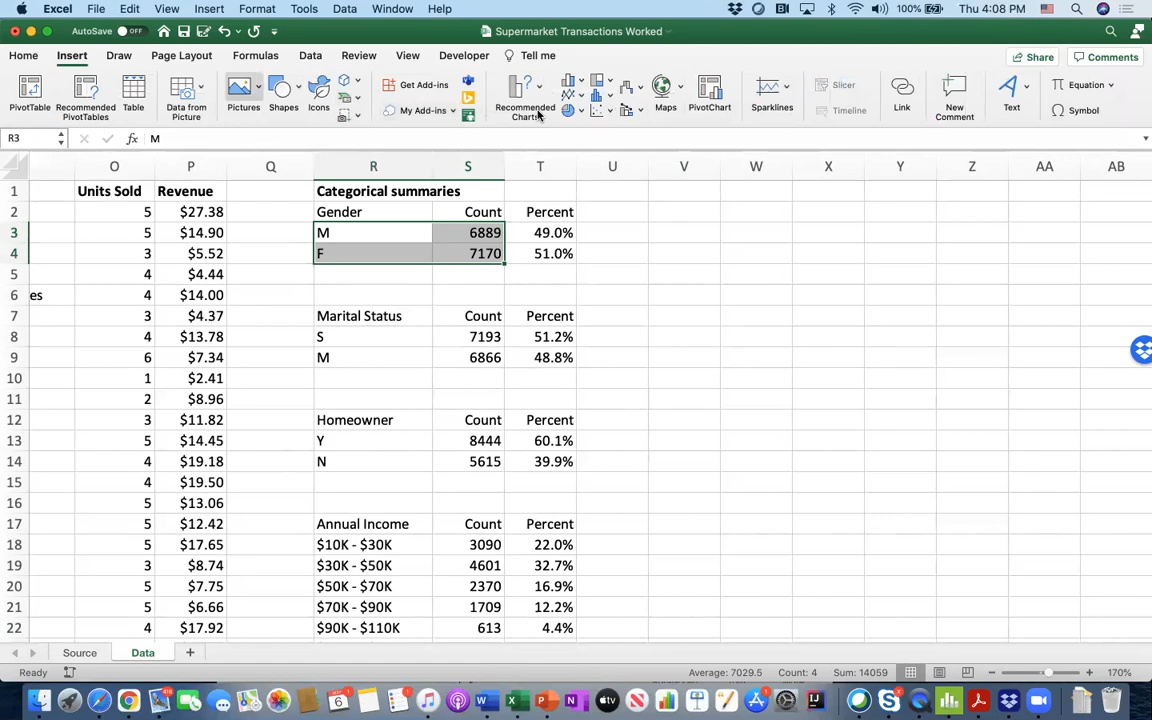 Excel File Edit View Insert Format Tools Data Window Help 100% Thu 4:08 PM
AutoSave OFF Supermarket Transactions Worked
Home Insert Draw Page Layout Formulas Data Review View Developer Tell me Share Comments
PivotTable Recommended PivotTables Table Data from Picture Pictures Shapes Icons Get Add-ins My Add-ins Recommended Charts Maps PivotChart Sparklines Slicer Timeline Link New Comment Text Equation Symbol
R3 fx M
O P Q R S T U V W X Y Z AA AB
1 Units Sold Revenue Categorical summaries
2 5 $27.38 Gender Count Percent
3 5 $14.90 M 6889 49.0%
4 3 $5.52 F 7170 51.0%
5 4 $4.44
6 es 4 $14.00
7 3 $4.37 Marital Status Count Percent
8 4 $13.78 S 7193 51.2%
9 6 $7.34 M 6866 48.8%
10 1 $2.41
11 2 $8.96
12 3 $11.82 Homeowner Count Percent
13 5 $14.45 Y 8444 60.1%
14 4 $19.18 N 5615 39.9%
15 4 $19.50
16 5 $13.06
17 5 $12.42 Annual Income Count Percent
18 5 $17.65 $10K - $30K 3090 22.0%
19 3 $8.74 $30K - $50K 4601 32.7%
20 5 $7.75 $50K - $70K 2370 16.9%
21 5 $6.66 $70K - $90K 1709 12.2%
22 4 $17.92 $90K - $110K 613 4.4%
Source Data +
Ready Average: 7029.5 Count: 4 Sum: 14059 170%